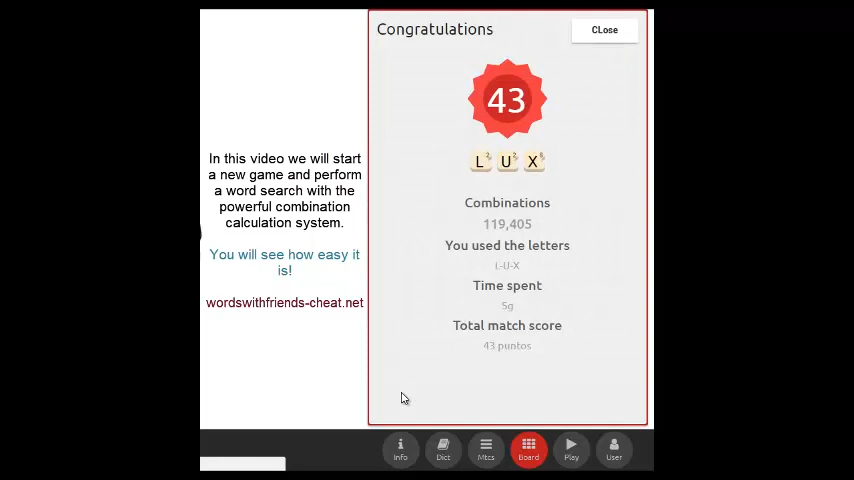 Congratulations
CLose
43
L U X
In this video we will start
a new game and perform
a word search with the
powerful combination
calculation system.
You will see how easy it
is!
wordswithfriends-cheat.net
Combinations
119,405
You used the letters
L-U-X
Time spent
5g
Total match score
43 puntos
Info
Dict
Mtcs
Board
Play
User